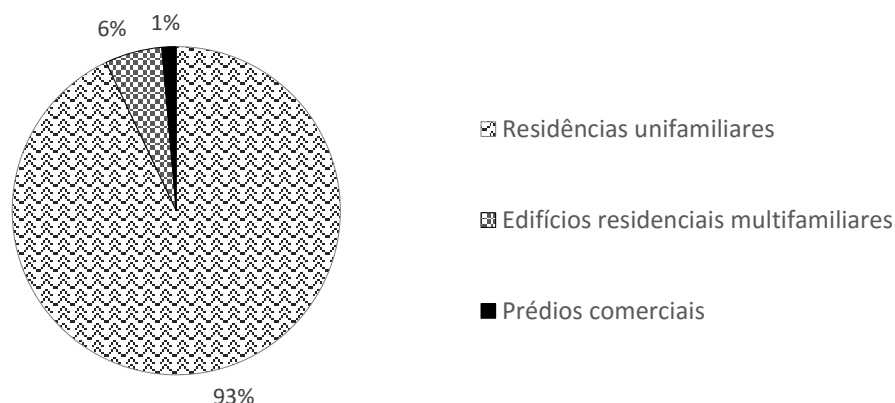 6%
1%
Residências unifamiliares
Edifícios residenciais multifamiliares
Prédios comerciais
93%